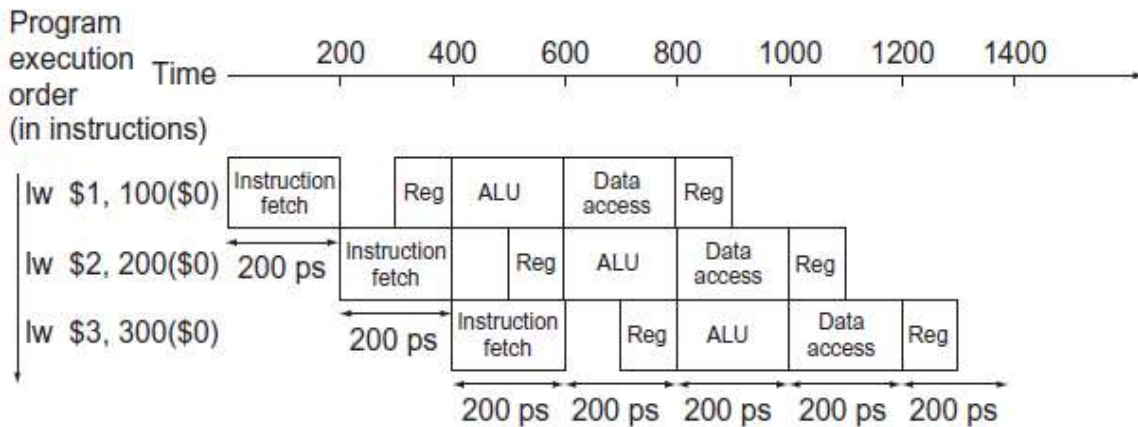 Program
execution
order
(in instructions)
Time
200 400 600 800 1000 1200 1400
lw $1, 100($0)
Instruction
fetch
Reg
ALU
Data
access
Reg
200 ps
lw $2, 200($0)
Instruction
fetch
Reg
ALU
Data
access
Reg
200 ps
lw $3, 300($0)
Instruction
fetch
Reg
ALU
Data
access
Reg
200 ps 200 ps 200 ps 200 ps 200 ps